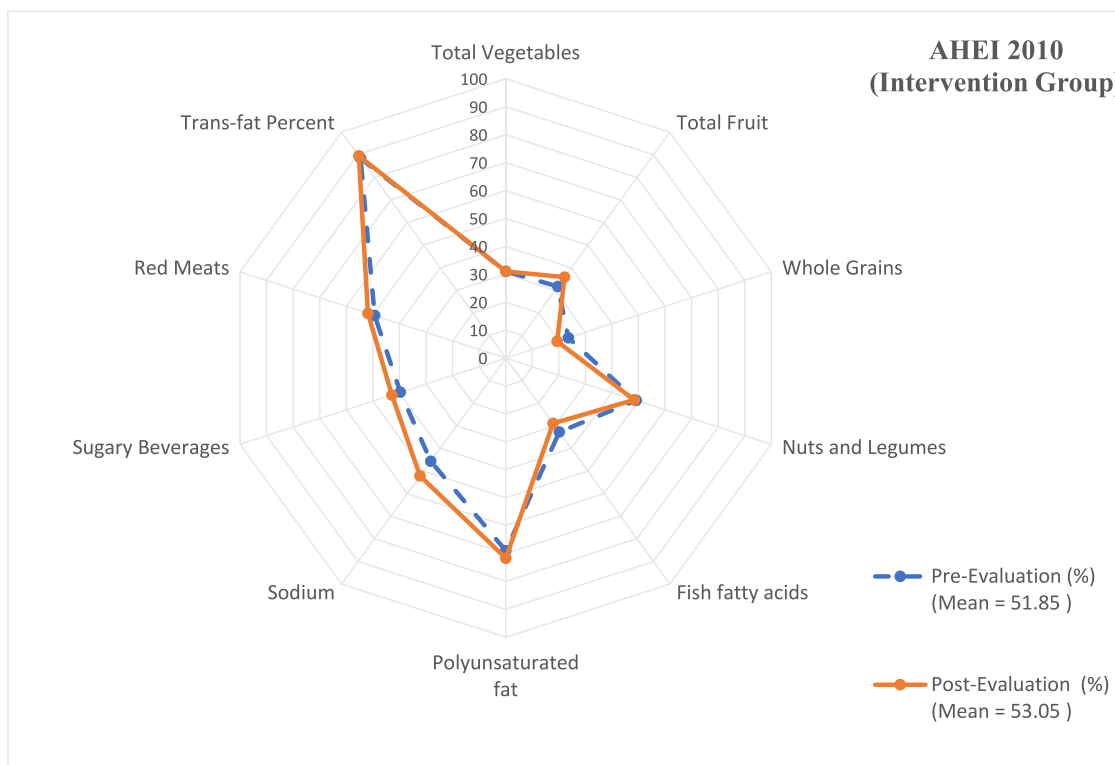 AHEI 2010
(Intervention Group)
Total Vegetables
100
90
80
70
60
50
40
30
20
10
0
Total Fruit
Whole Grains
Nuts and Legumes
Fish fatty acids
Polyunsaturated
fat
Sodium
Sugary Beverages
Red Meats
Trans-fat Percent
Pre-Evaluation (%)
(Mean = 51.85 )
Post-Evaluation  (%)
(Mean = 53.05 )